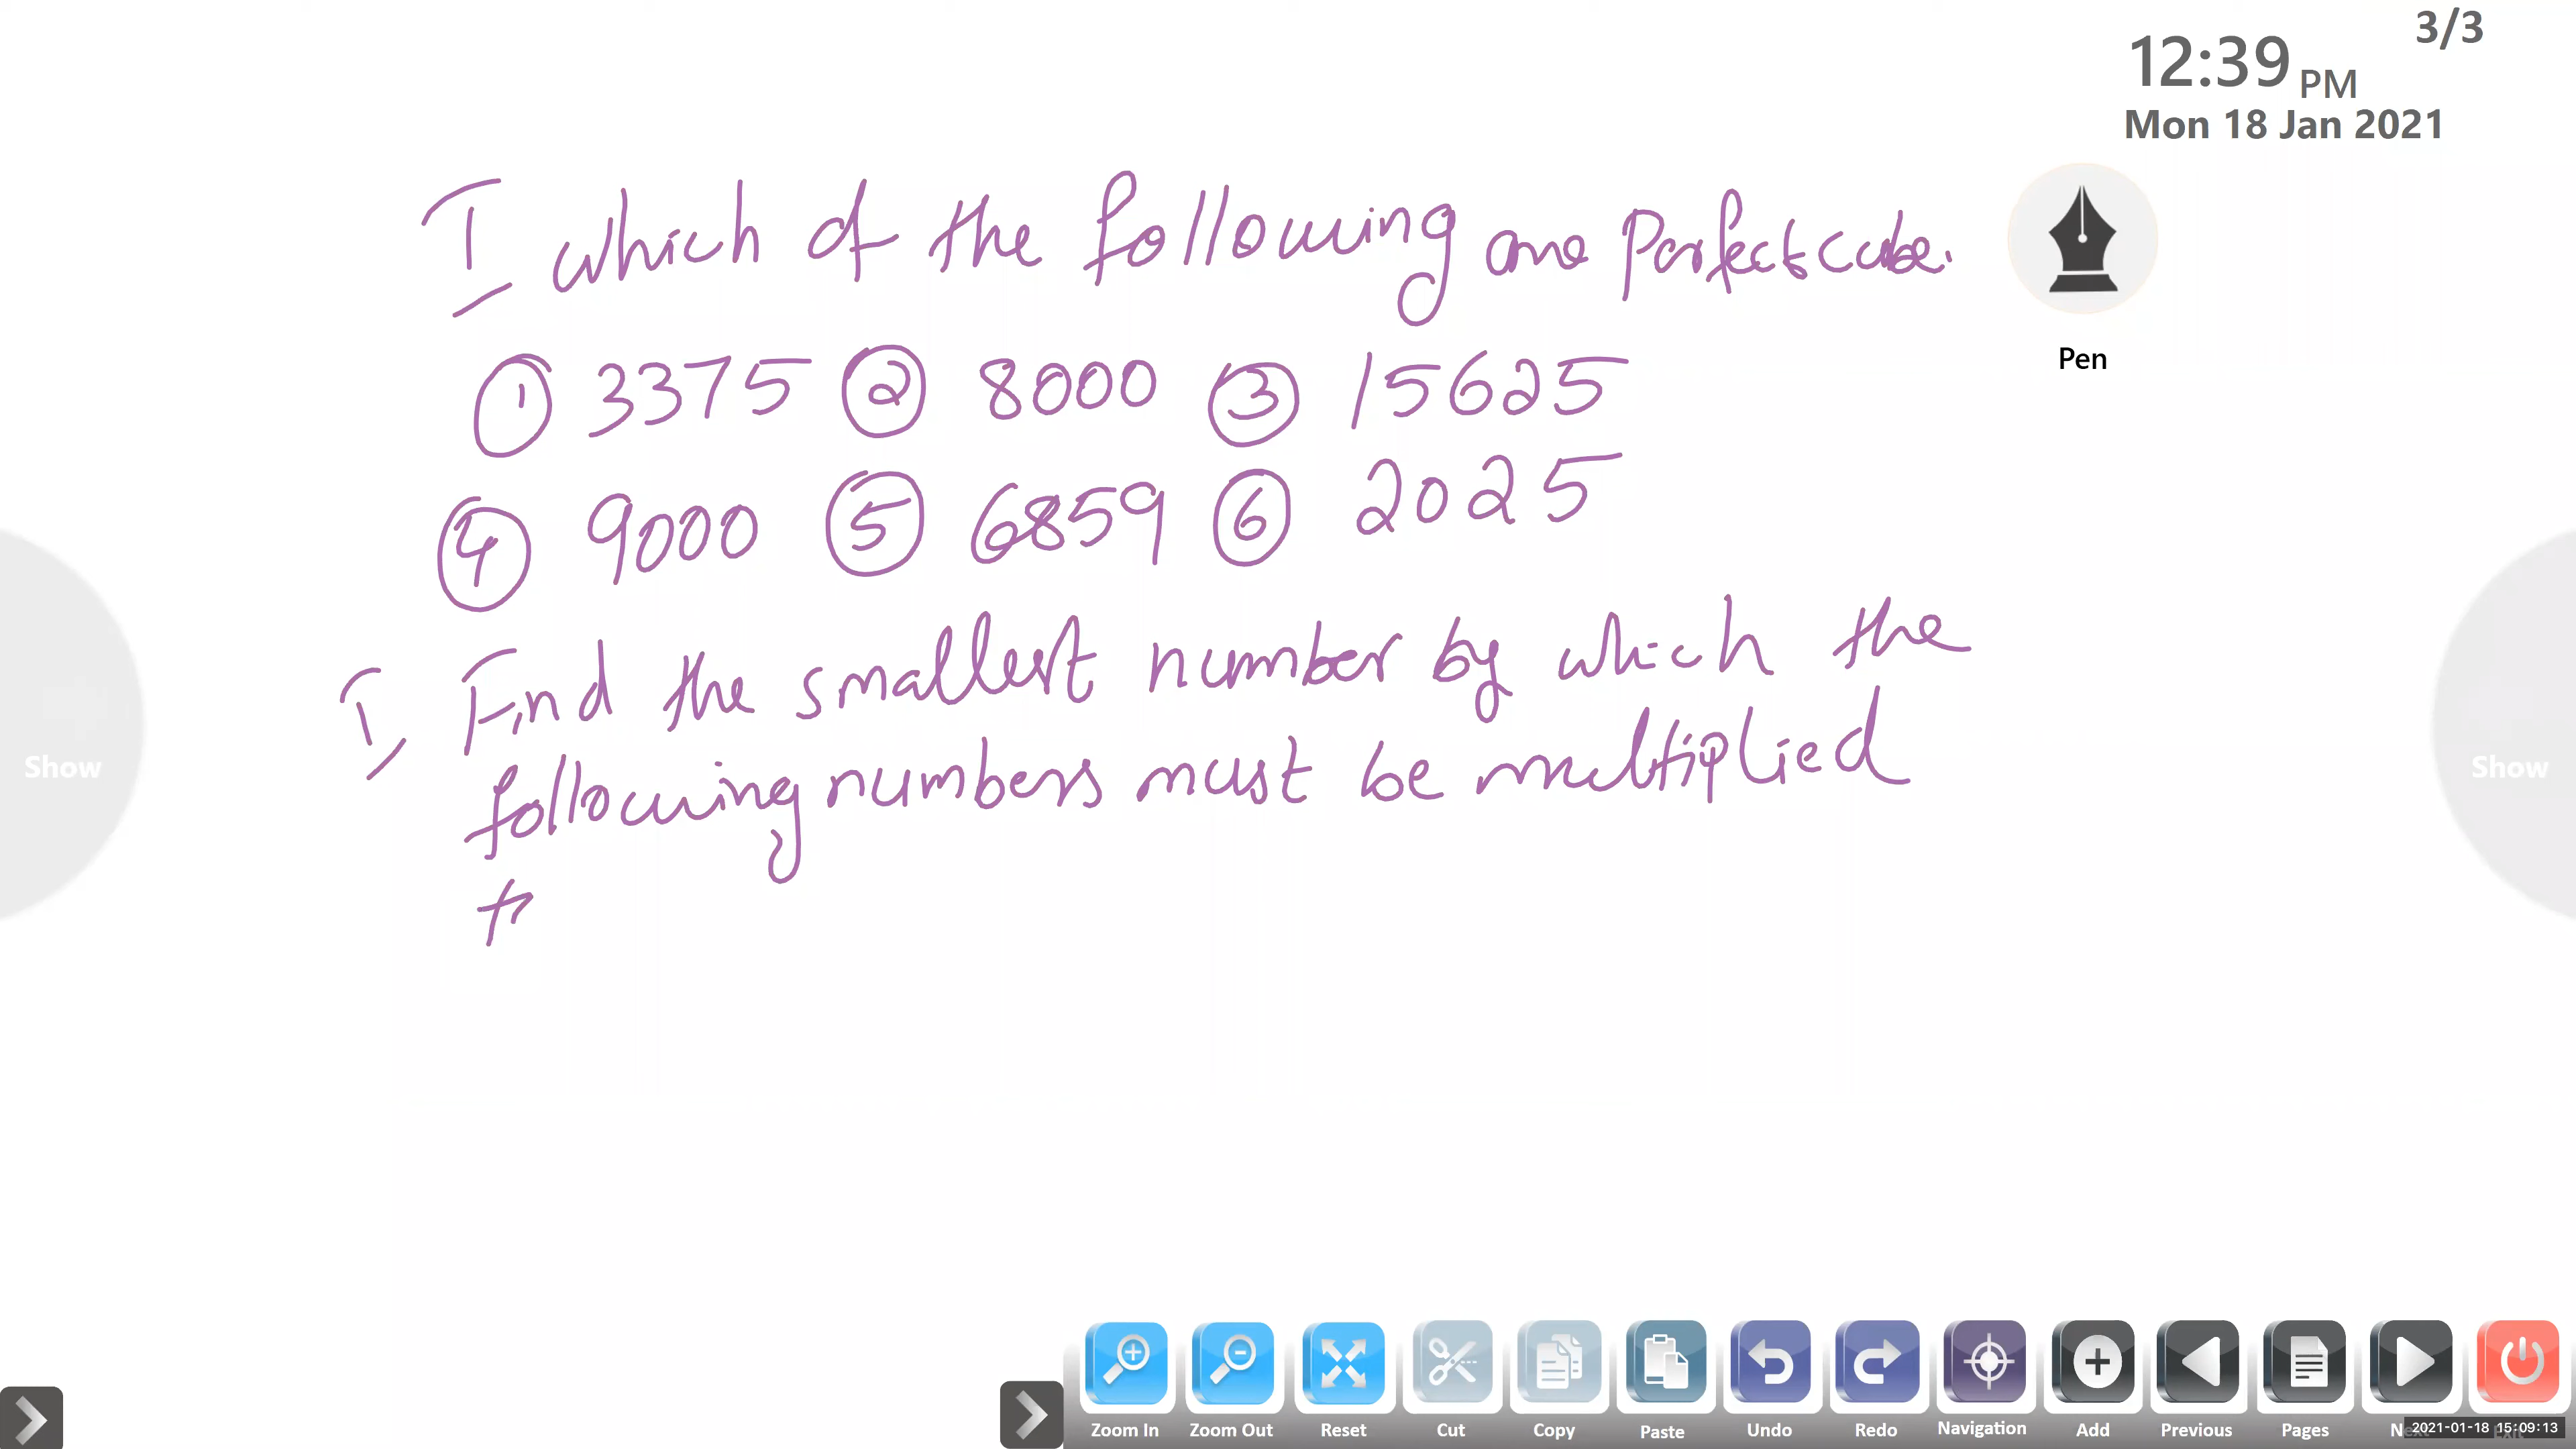 3/3
12:39 PM
Mon 18 Jan 2021
I which of the following are Perfect cube.
① 3375 ② 8000 ③ 15625
④ 9000 ⑤ 6859 ⑥ 2025
Pen
I, Find the smallest number by which the
following numbers must be multiplied
Show
Show
Zoom In Zoom Out Reset Cut Copy Paste Undo Redo Navigation Add Previous Pages
2021-01-18 15:09:13